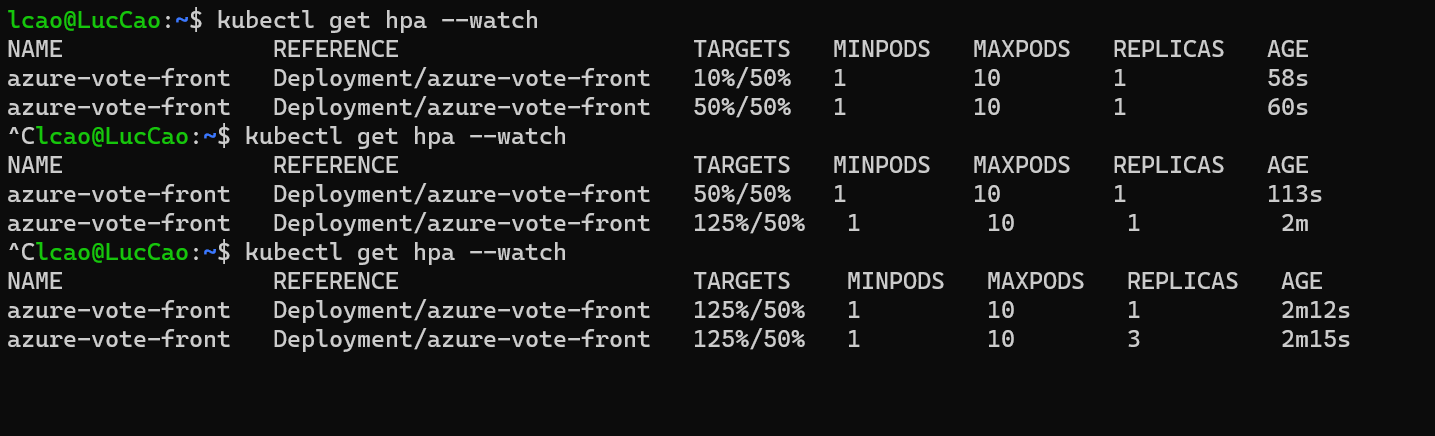 lcao@LucCao:~$ kubectl get hpa --watch
NAME                REFERENCE                     TARGETS   MINPODS   MAXPODS   REPLICAS   AGE
azure-vote-front   Deployment/azure-vote-front   10%/50%   1         10        1          58s
azure-vote-front   Deployment/azure-vote-front   50%/50%   1         10        1          60s
^Clcao@LucCao:~$ kubectl get hpa --watch
NAME               REFERENCE                     TARGETS   MINPODS   MAXPODS   REPLICAS   AGE
azure-vote-front   Deployment/azure-vote-front   50%/50%   1         10        1          113s
azure-vote-front   Deployment/azure-vote-front   125%/50%   1         10        1          2m
^Clcao@LucCao:~$ kubectl get hpa --watch
NAME               REFERENCE                     TARGETS    MINPODS   MAXPODS   REPLICAS   AGE
azure-vote-front   Deployment/azure-vote-front   125%/50%   1         10        1          2m12s
azure-vote-front   Deployment/azure-vote-front   125%/50%   1         10        3          2m15s